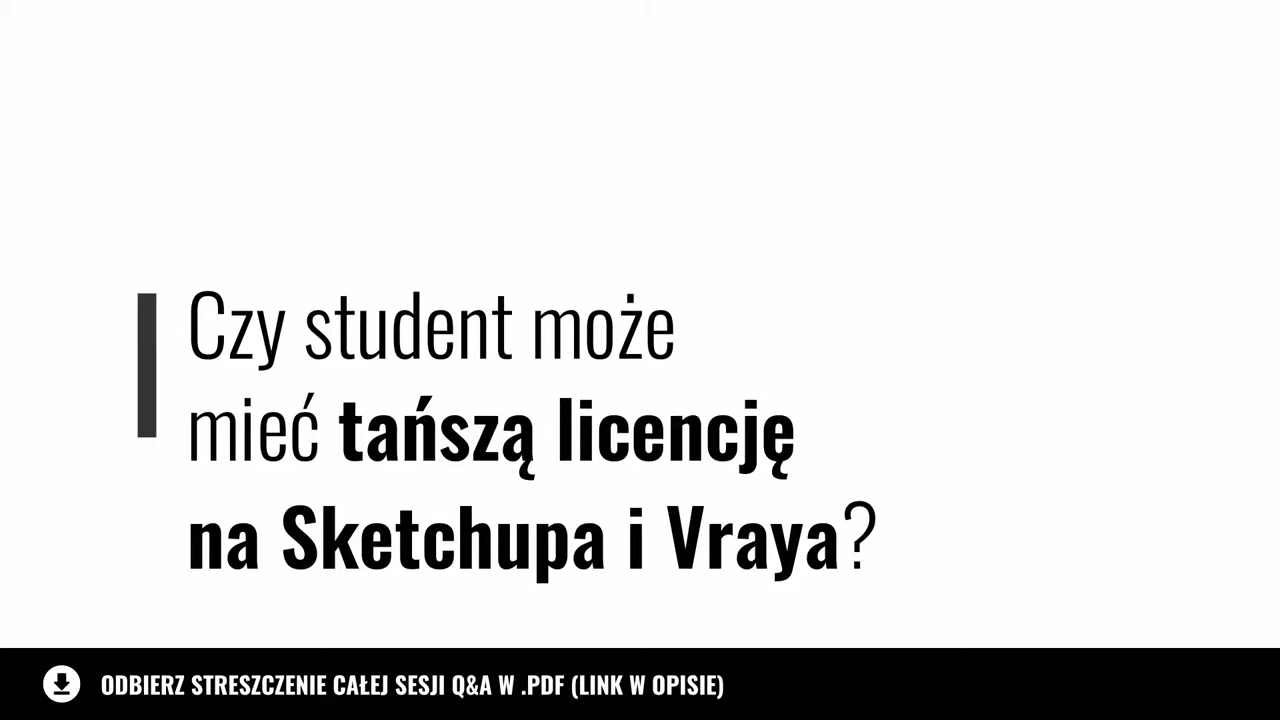 Czy student może
mieć tańszą licencję
na Sketchupa i Vraya?
ODBIERZ STRESZCZENIE CAŁEJ SESJI Q&A W .PDF (LINK W OPISIE)